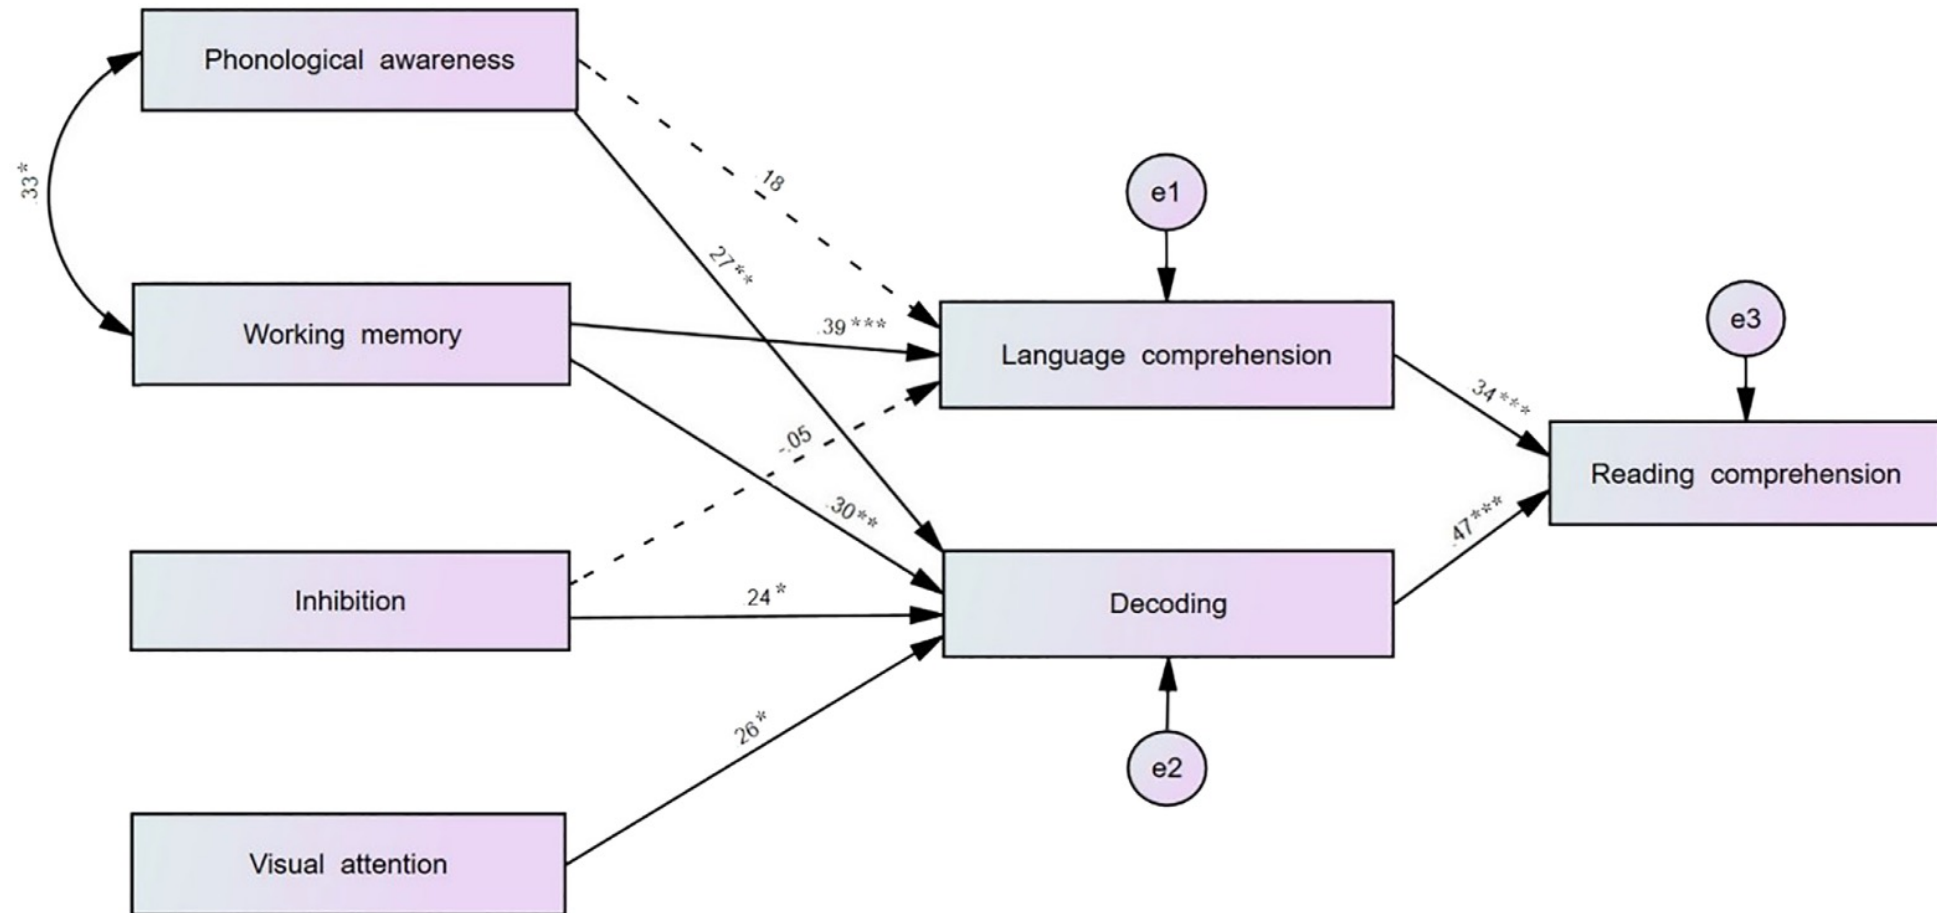 Phonological awareness
.33*
.18
.27**
e1
Working memory
.39***
Language comprehension
e3
.34***
Reading comprehension
-.05
.30**
.47***
Inhibition
.24*
Decoding
.26*
e2
Visual attention